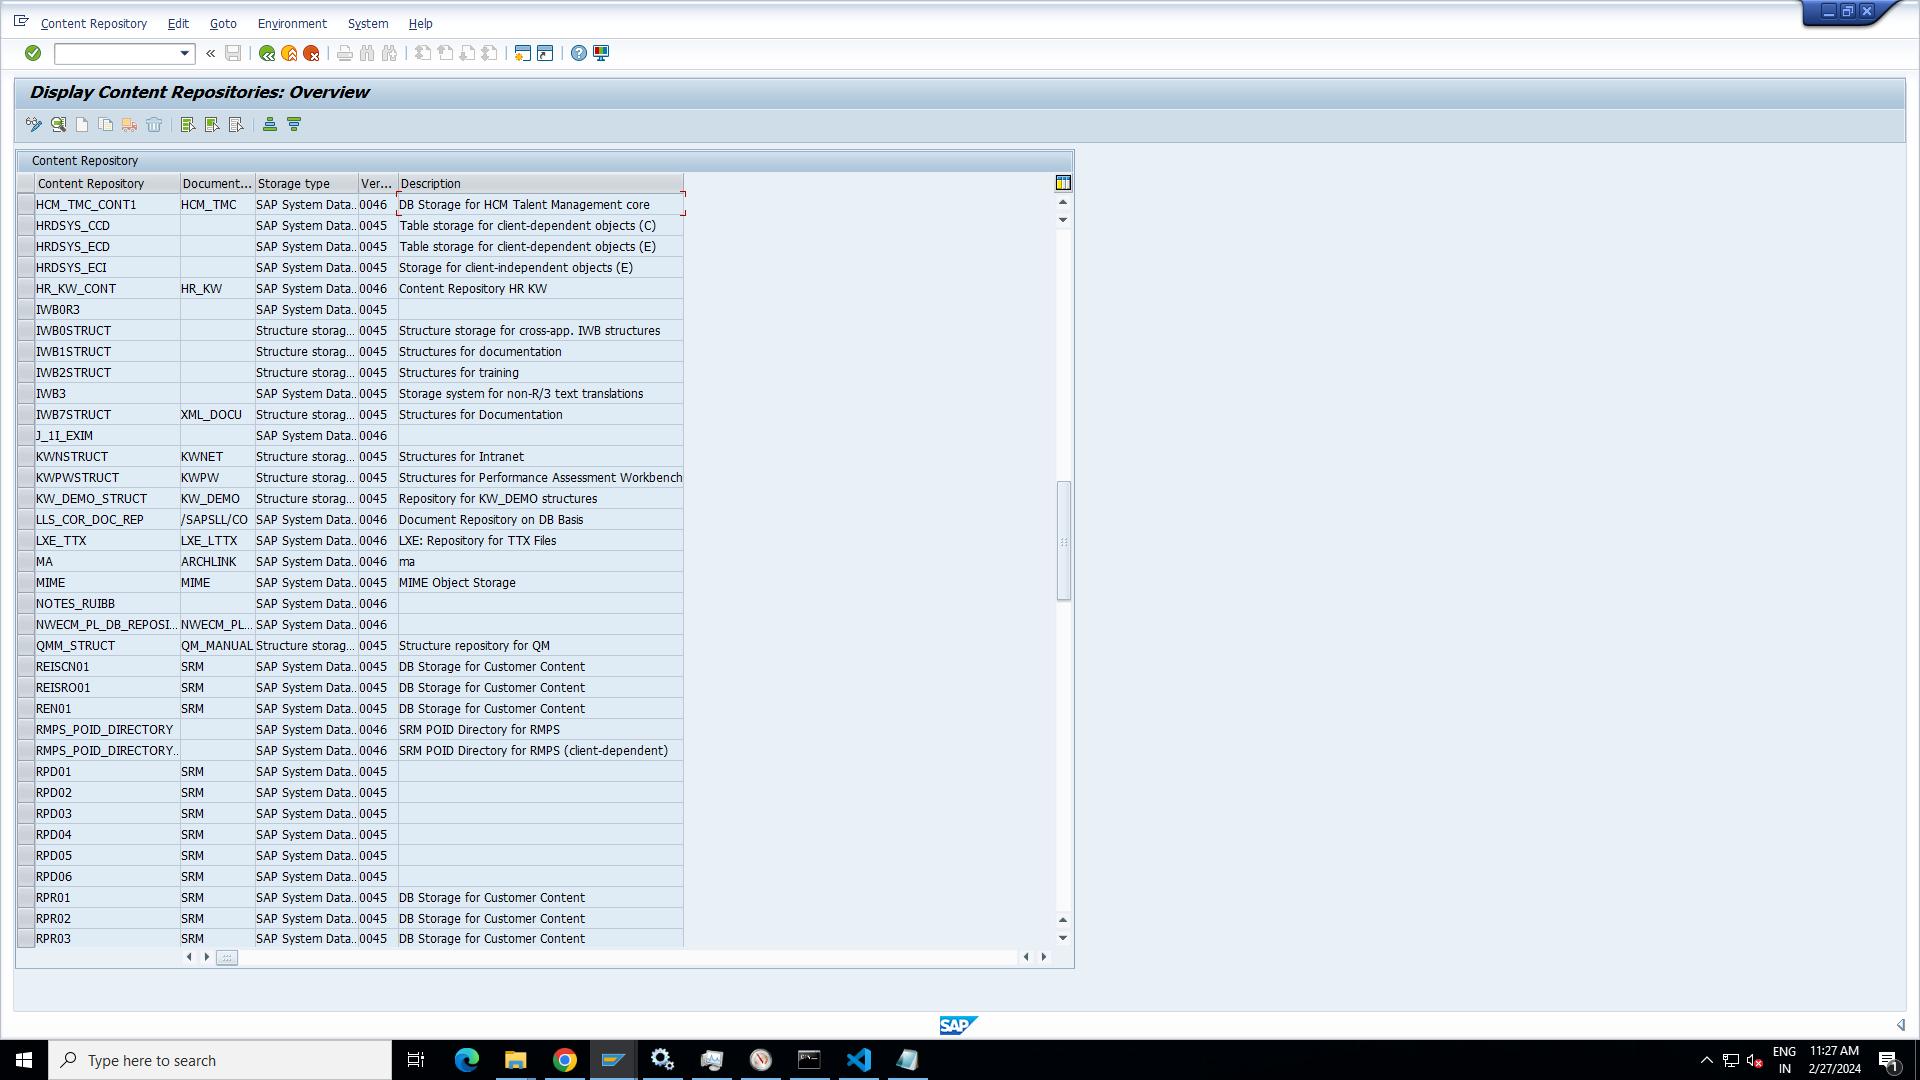 Content Repository Edit Goto Environment System Help
Display Content Repositories: Overview
Content Repository
Content Repository Document... Storage type Ver... Description
HCM_TMC_CONT1 HCM_TMC SAP System Data.. 0046 DB Storage for HCM Talent Management core
HRDSYS_CCD SAP System Data.. 0045 Table storage for client-dependent objects (C)
HRDSYS_ECD SAP System Data.. 0045 Table storage for client-dependent objects (E)
HRDSYS_ECI SAP System Data.. 0045 Storage for client-independent objects (E)
HR_KW_CONT HR_KW SAP System Data.. 0046 Content Repository HR KW
IWB0R3 SAP System Data.. 0045
IWB0STRUCT Structure storag... 0045 Structure storage for cross-app. IWB structures
IWB1STRUCT Structure storag... 0045 Structures for documentation
IWB2STRUCT Structure storag... 0045 Structures for training
IWB3 SAP System Data.. 0045 Storage system for non-R/3 text translations
IWB7STRUCT XML_DOCU Structure storag... 0045 Structures for Documentation
J_1I_EXIM SAP System Data.. 0046
KWNSTRUCT KWNET Structure storag... 0045 Structures for Intranet
KWPWSTRUCT KWPW Structure storag... 0045 Structures for Performance Assessment Workbench
KW_DEMO_STRUCT KW_DEMO Structure storag... 0045 Repository for KW_DEMO structures
LLS_COR_DOC_REP /SAPSLL/CO SAP System Data.. 0046 Document Repository on DB Basis
LXE_TTX LXE_LTTX SAP System Data.. 0046 LXE: Repository for TTX Files
MA ARCHLINK SAP System Data.. 0046 ma
MIME MIME SAP System Data.. 0045 MIME Object Storage
NOTES_RUIBB SAP System Data.. 0046
NWECM_PL_DB_REPOSI... NWECM_PL... SAP System Data.. 0046
QMM_STRUCT QM_MANUAL Structure storag... 0045 Structure repository for QM
REISCN01 SRM SAP System Data.. 0045 DB Storage for Customer Content
REISRO01 SRM SAP System Data.. 0045 DB Storage for Customer Content
REN01 SRM SAP System Data.. 0045 DB Storage for Customer Content
RMPS_POID_DIRECTORY SAP System Data.. 0046 SRM POID Directory for RMPS
RMPS_POID_DIRECTORY.. SAP System Data.. 0046 SRM POID Directory for RMPS (client-dependent)
RPD01 SRM SAP System Data.. 0045
RPD02 SRM SAP System Data.. 0045
RPD03 SRM SAP System Data.. 0045
RPD04 SRM SAP System Data.. 0045
RPD05 SRM SAP System Data.. 0045
RPD06 SRM SAP System Data.. 0045
RPR01 SRM SAP System Data.. 0045 DB Storage for Customer Content
RPR02 SRM SAP System Data.. 0045 DB Storage for Customer Content
RPR03 SRM SAP System Data.. 0045 DB Storage for Customer Content
SAP
Type here to search
ENG 11:27 AM
IN 2/27/2024
1